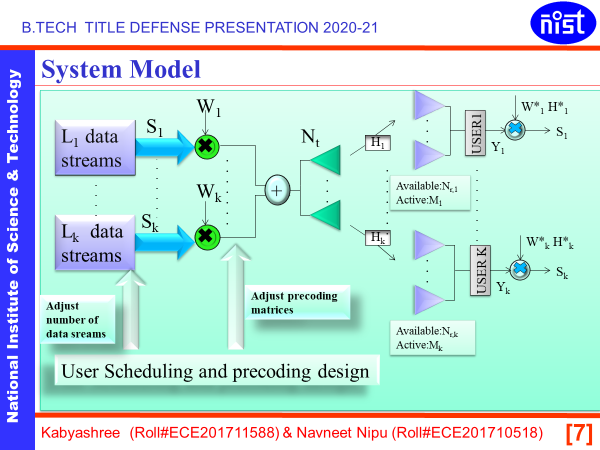 B.TECH TITLE DEFENSE PRESENTATION 2020-21
nist
National Institute of Science & Technology
System Model
L1 data
streams
S1
W1
Nt
H1
USER1
Y1
W*1 H*1
S1
Available:Nr,1
Active:M1
+
Lk data
streams
Sk
Wk
Hk
USER K
Yk
W*k H*k
Sk
Available:Nr,k
Active:Mk
Adjust
number of
data sreams
Adjust precoding
matrices
User Scheduling and precoding design
Kabyashree (Roll#ECE201711588) & Navneet Nipu (Roll#ECE201710518)
[7]